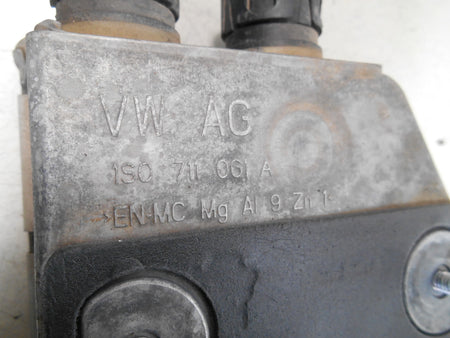 VW AG
1S0 711 061 A
>EN-MC Mg Al 9 Zn 1